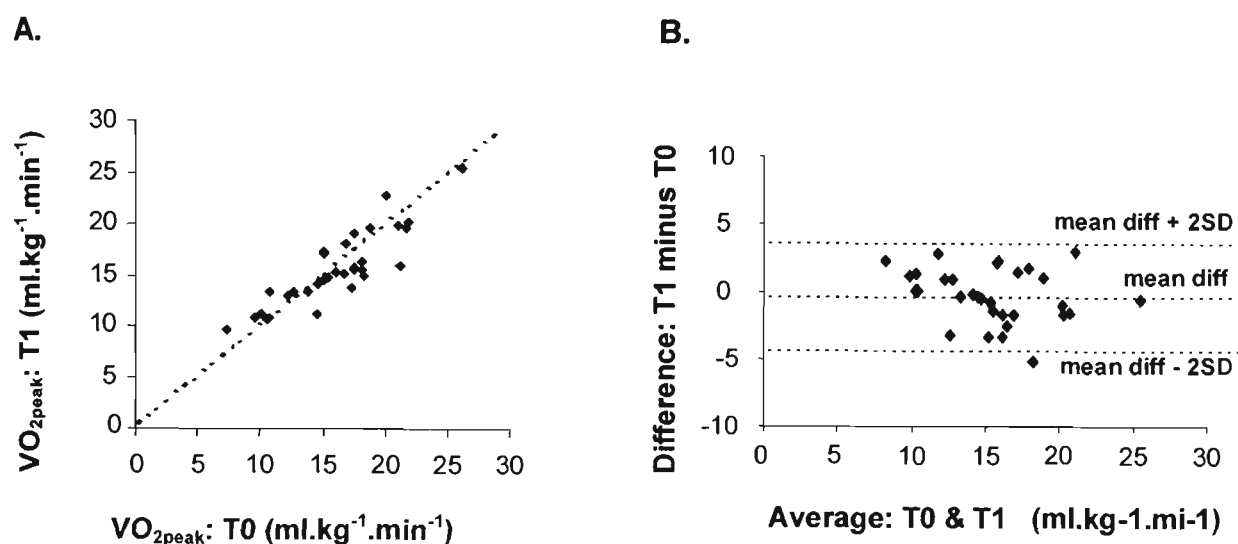 A.
VO₂peak: T1 (ml.kg⁻¹.min⁻¹)
30
25
20
15
10
5
0
0 5 10 15 20 25 30
VO₂peak: T0 (ml.kg⁻¹.min⁻¹)
B.
Difference: T1 minus T0
10
5
0
-5
-10
mean diff + 2SD
mean diff
mean diff - 2SD
0 5 10 15 20 25 30
Average: T0 & T1 (ml.kg-1.mi-1)